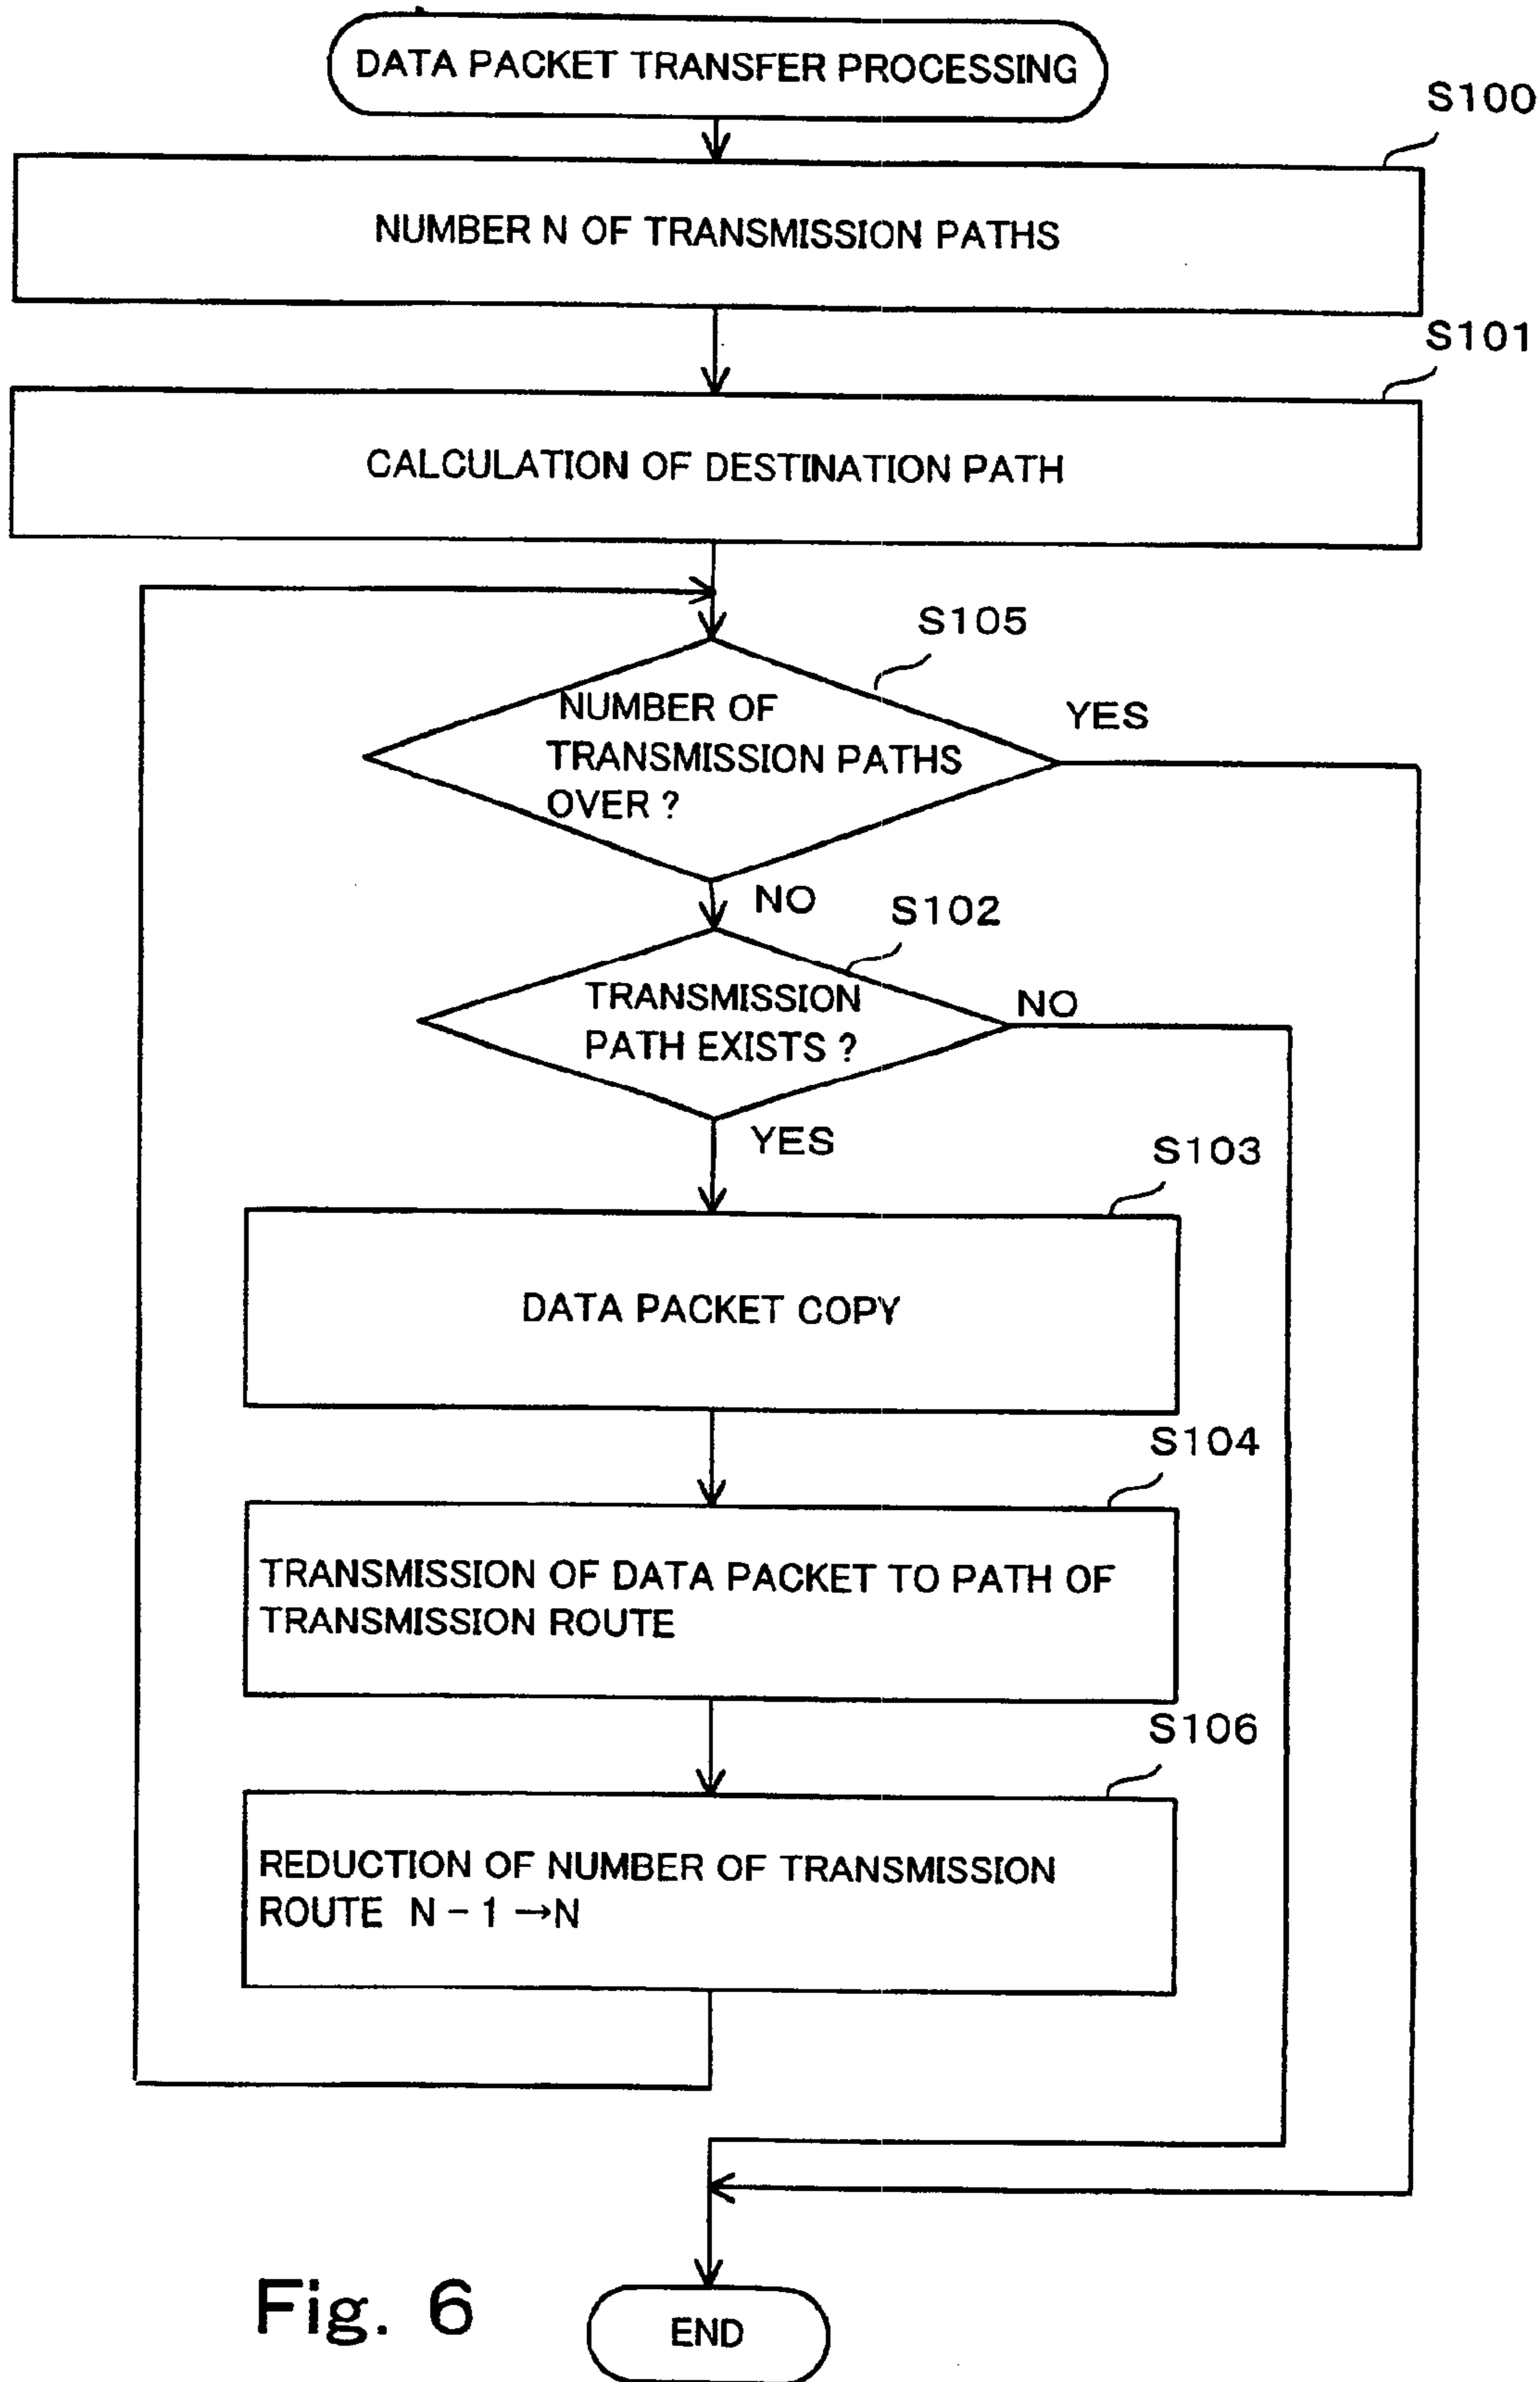 DATA PACKET TRANSFER PROCESSING
S100
NUMBER N OF TRANSMISSION PATHS
S101
CALCULATION OF DESTINATION PATH
S105
NUMBER OF
TRANSMISSION PATHS
OVER ?
YES
NO
S102
TRANSMISSION
PATH EXISTS ?
NO
YES
S103
DATA PACKET COPY
S104
TRANSMISSION OF DATA PACKET TO PATH OF
TRANSMISSION ROUTE
S106
REDUCTION OF NUMBER OF TRANSMISSION
ROUTE N - 1 →N
Fig. 6
END